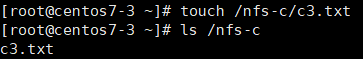 [root@centos7-3 ~]# touch /nfs-c/c3.txt
[root@centos7-3 ~]# ls /nfs-c
c3.txt